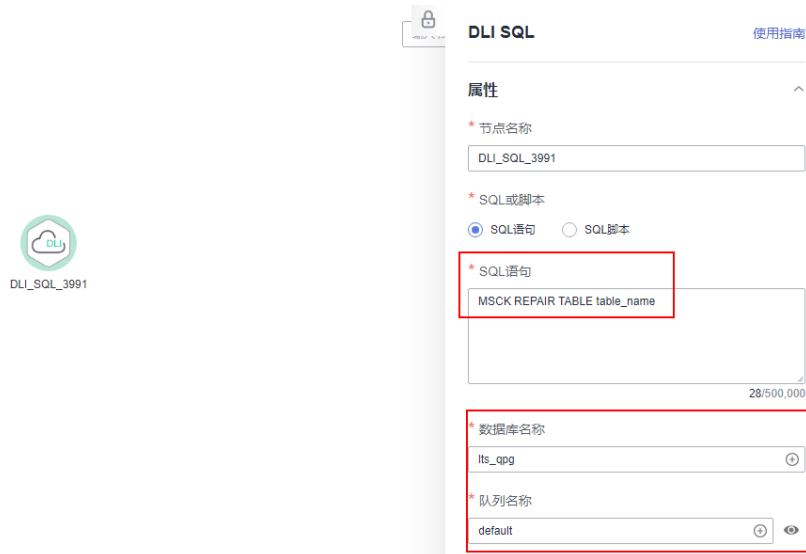 DLI SQL
使用指南
属性
* 节点名称
DLI_SQL_3991
* SQL或脚本
SQL语句 SQL脚本
* SQL语句
MSCK REPAIR TABLE table_name
28/500,000
* 数据库名称
lts_qpg
* 队列名称
default
DLI
DLI_SQL_3991